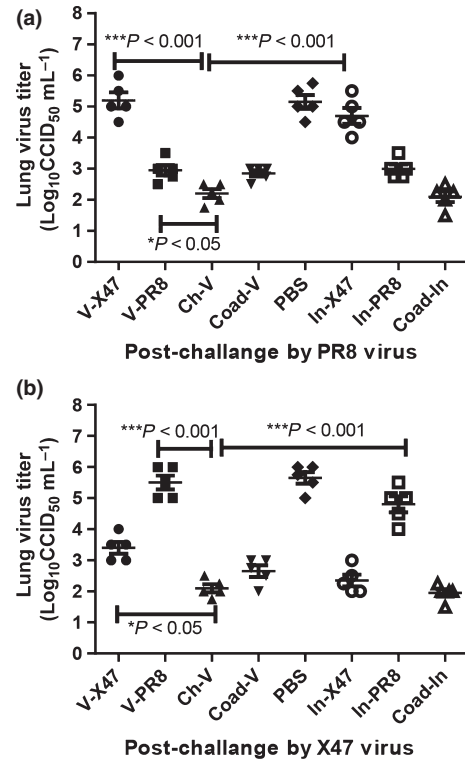 (a)
Lung virus titer
(Log10CCID50 mL−1)
8
7
6
5
4
3
2
1
0
***P < 0.001
***P < 0.001
*P < 0.05
V-X47
V-PR8
Ch-V
Coad-V
PBS
In-X47
In-PR8
Coad-In
Post-challange by PR8 virus
(b)
Lung virus titer
(Log10CCID50 mL−1)
8
7
6
5
4
3
2
1
0
***P < 0.001
***P < 0.001
*P < 0.05
V-X47
V-PR8
Ch-V
Coad-V
PBS
In-X47
In-PR8
Coad-In
Post-challange by X47 virus